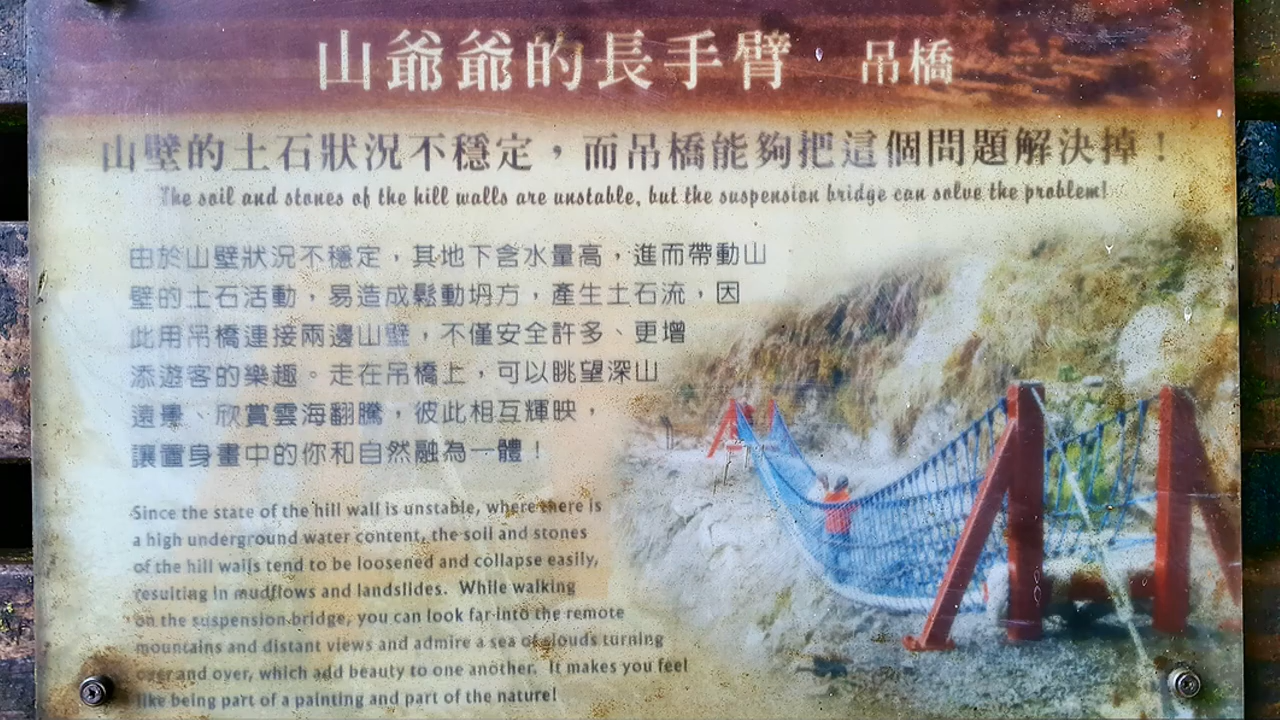 山爺爺的長手臂 吊橋
山壁的土石狀況不穩定，而吊橋能夠把這個問題解決掉！
The soil and stones of the hill walls are unstable, but the suspension bridge can solve the problem!
由於山壁狀況不穩定，其地下含水量高，進而帶動山
壁的土石活動，易造成鬆動坍方，產生土石流，因
此用吊橋連接兩邊山壁，不僅安全許多、更增
添遊客的樂趣。走在吊橋上，可以眺望深山
遠景、欣賞雲海翻騰，彼此相互輝映，
讓置身畫中的你和自然融為一體！
Since the state of the hill wall is unstable, where there is
a high underground water content, the soil and stones
of the hill walls tend to be loosened and collapse easily,
resulting in mudflows and landslides. While walking
on the suspension bridge, you can look far into the remote
mountains and distant views and admire a sea of clouds turning
over and over, which add beauty to one another. It makes you feel
like being part of a painting and part of the nature!